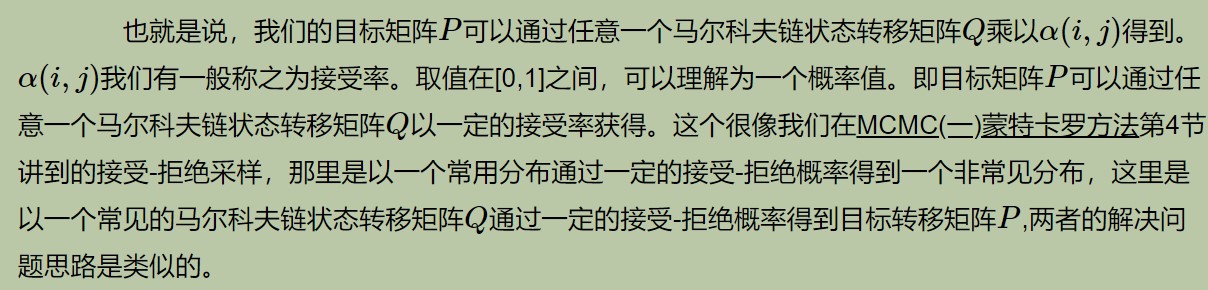 也就是说，我们的目标矩阵P可以通过任意一个马尔科夫链状态转移矩阵Q乘以α(i,j)得到。
α(i,j)我们有一般称之为接受率。取值在[0,1]之间，可以理解为一个概率值。即目标矩阵P可以通过任
意一个马尔科夫链状态转移矩阵Q以一定的接受率获得。这个很像我们在MCMC(一)蒙特卡罗方法第4节
讲到的接受-拒绝采样，那里是以一个常用分布通过一定的接受-拒绝概率得到一个非常见分布，这里是
以一个常见的马尔科夫链状态转移矩阵Q通过一定的接受-拒绝概率得到目标转移矩阵P,两者的解决问
题思路是类似的。